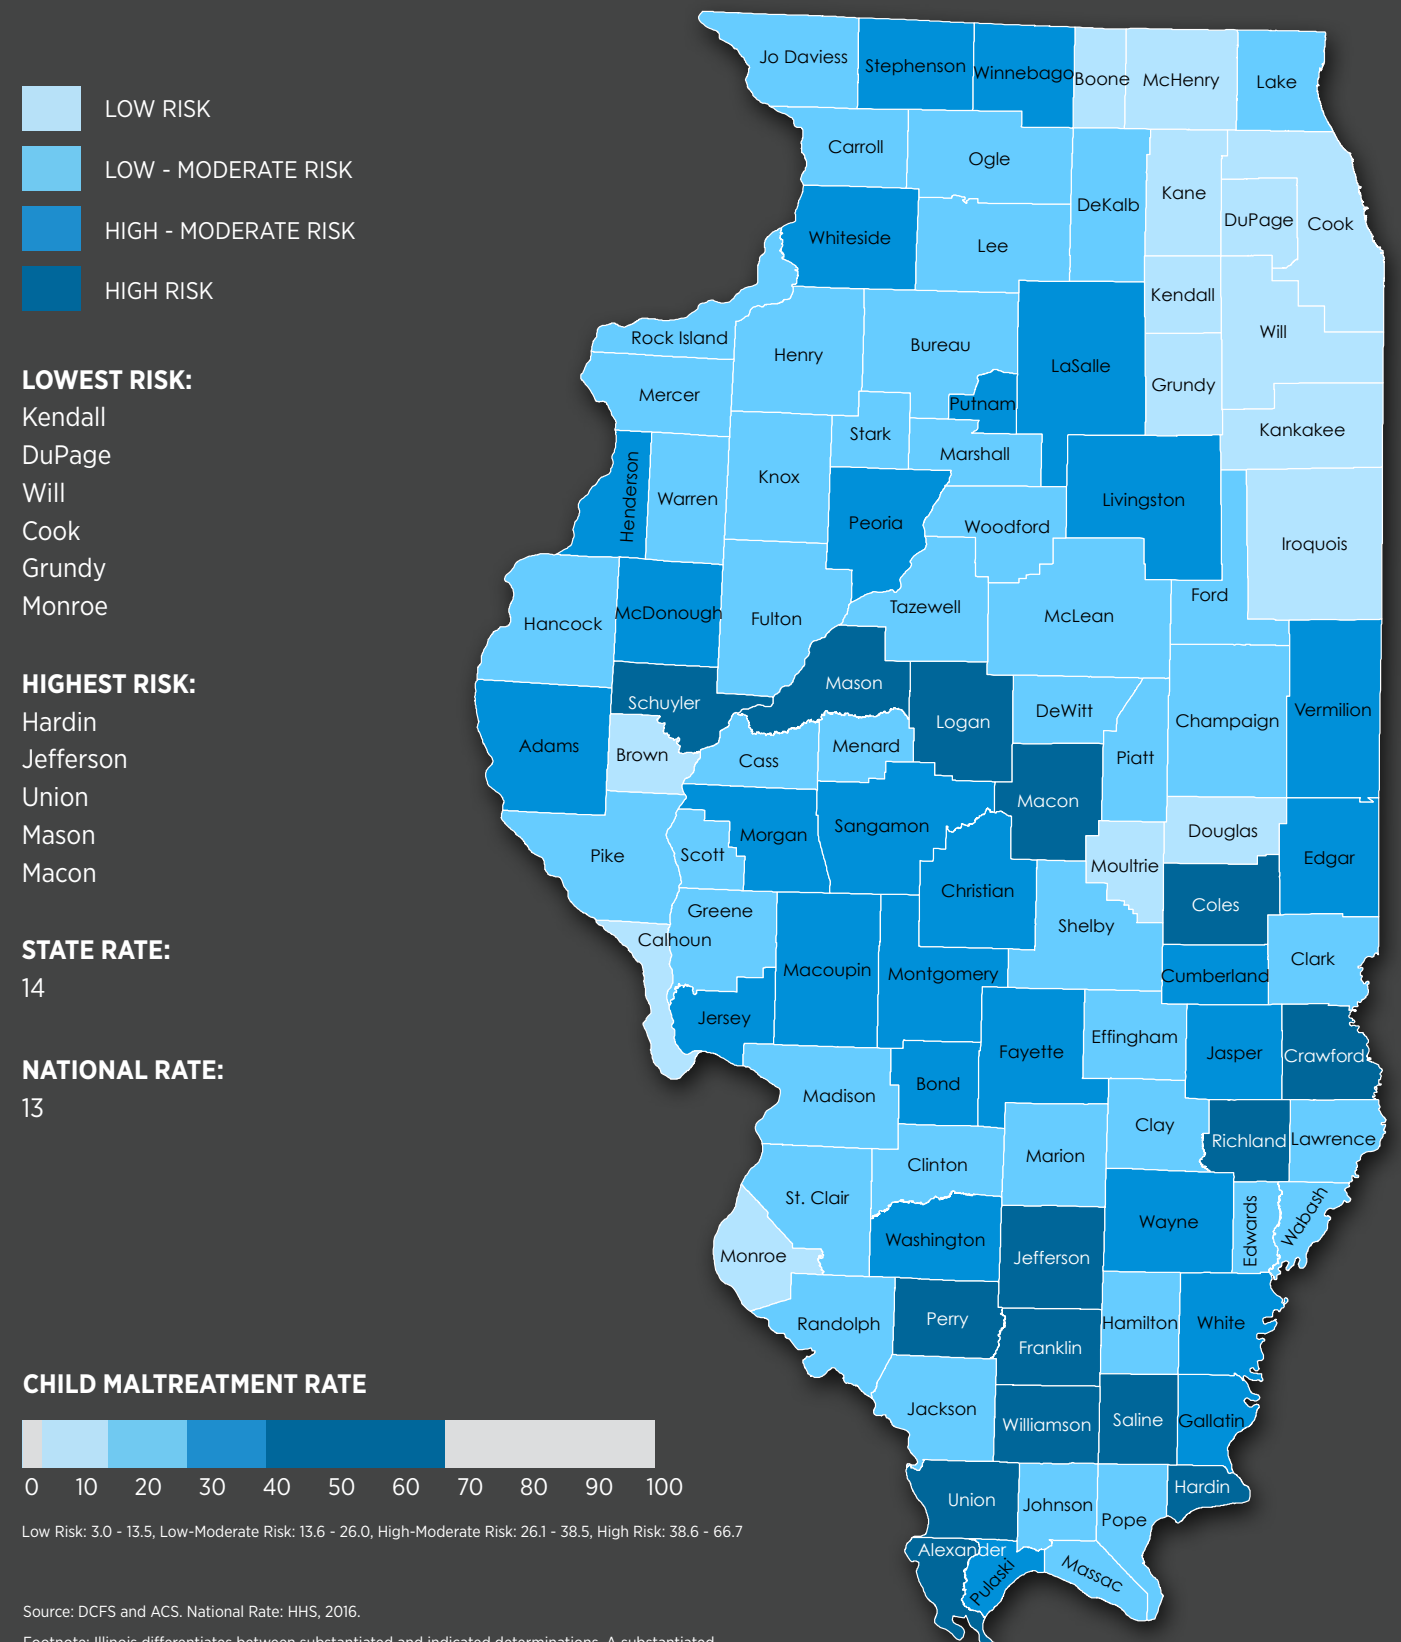 LOW RISK
LOW - MODERATE RISK
HIGH - MODERATE RISK
HIGH RISK
LOWEST RISK:
Kendall
DuPage
Will
Cook
Grundy
Monroe
HIGHEST RISK:
Hardin
Jefferson
Union
Mason
Macon
STATE RATE:
14
NATIONAL RATE:
13
CHILD MALTREATMENT RATE
0 10 20 30 40 50 60 70 80 90 100
Low Risk: 3.0 - 13.5, Low-Moderate Risk: 13.6 - 26.0, High-Moderate Risk: 26.1 - 38.5, High Risk: 38.6 - 66.7
Source: DCFS and ACS. National Rate: HHS, 2016.
Footnote: Illinois differentiates between substantiated and indicated determinations. A substantiated
Jo Daviess
Stephenson
Winnebago
Boone
McHenry
Lake
Carroll
Ogle
DeKalb
Kane
DuPage
Cook
Whiteside
Lee
Kendall
Will
Rock Island
Henry
Bureau
LaSalle
Grundy
Mercer
Putnam
Kankakee
Stark
Marshall
Henderson
Warren
Knox
Peoria
Woodford
Livingston
Iroquois
Hancock
McDonough
Fulton
Tazewell
McLean
Ford
Schuyler
Mason
Logan
DeWitt
Champaign
Vermilion
Adams
Brown
Cass
Menard
Piatt
Macon
Pike
Scott
Morgan
Sangamon
Christian
Moultrie
Douglas
Edgar
Coles
Greene
Calhoun
Shelby
Macoupin
Montgomery
Cumberland
Clark
Jersey
Fayette
Effingham
Jasper
Crawford
Madison
Bond
Clay
Richland
Lawrence
Clinton
Marion
St. Clair
Wayne
Edwards
Wabash
Monroe
Washington
Jefferson
Randolph
Perry
Franklin
Hamilton
White
Jackson
Williamson
Saline
Gallatin
Union
Johnson
Pope
Hardin
Alexander
Pulaski
Massac